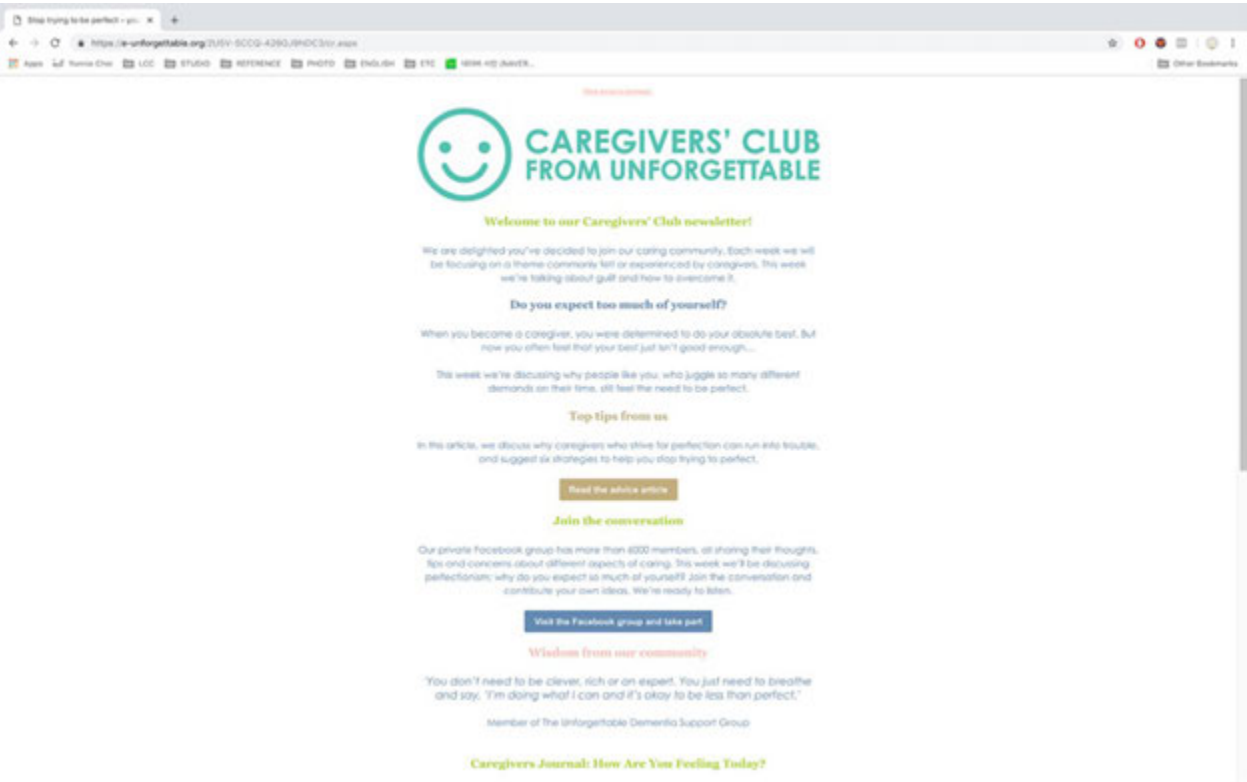 Stop trying to be perfect - you
https://e-unforgettable.org
Apps
LCC
STUDIO
REFERENCE
PHOTO
ENGLISH
ETC
Other Bookmarks
CAREGIVERS' CLUB
FROM UNFORGETTABLE
Welcome to our Caregivers' Club newsletter!
We are delighted you've decided to join our caring community. Each week we will
be focusing on a theme commonly felt or experienced by caregivers. This week
we're talking about guilt and how to overcome it.
Do you expect too much of yourself?
When you became a caregiver, you were determined to do your absolute best. But
now you often feel that your best just isn't good enough...
This week we're discussing why people like you, who juggle so many different
demands on their time, still feel the need to be perfect.
Top tips from us
In this article, we discuss why caregivers who strive for perfection can run into trouble,
and suggest six strategies to help you stop trying to perfect.
Read the advice article
Join the conversation
Our private Facebook group has more than 6000 members, all sharing their thoughts,
tips and concerns about different aspects of caring. This week we'll be discussing
perfectionism; why do you expect so much of yourself? Join the conversation and
contribute your own ideas. We're ready to listen.
Visit the Facebook group and take part
Wisdom from our community
'You don't need to be clever, rich or an expert. You just need to breathe
and say, 'I'm doing what I can and it's okay to be less than perfect.'
Member of The Unforgettable Dementia Support Group
Caregivers Journal: How Are You Feeling Today?